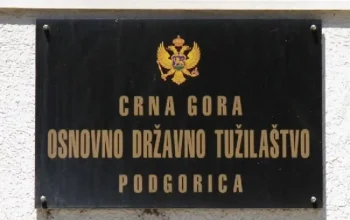 CRNA GORA
OSNOVNO DRŽAVNO TUŽILAŠTVO
PODGORICA